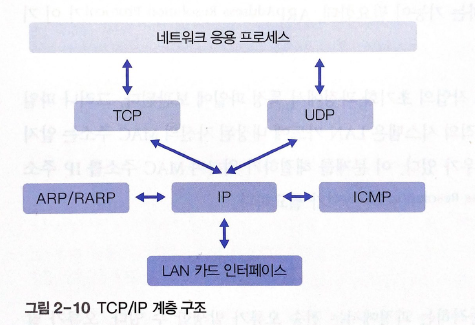 네트워크 응용 프로세스
TCP
UDP
ARP/RARP
IP
ICMP
LAN 카드 인터페이스
그림 2-10 TCP/IP 계층 구조